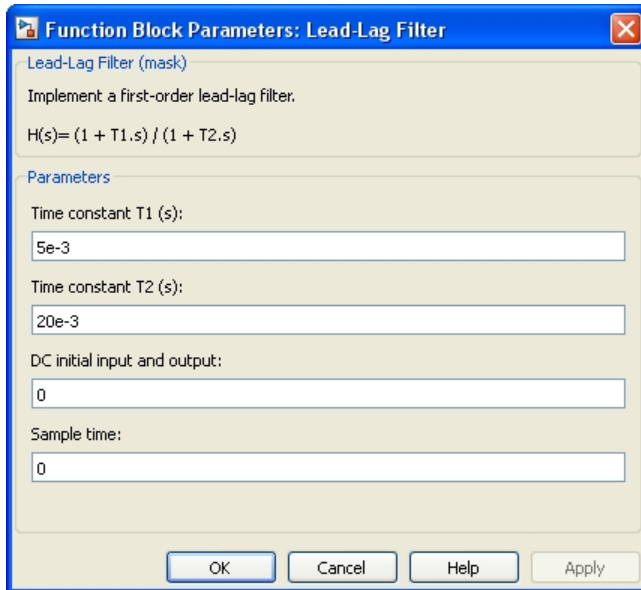 Function Block Parameters: Lead-Lag Filter
Lead-Lag Filter (mask)
Implement a first-order lead-lag filter.
H(s)= (1 + T1.s) / (1 + T2.s)
Parameters
Time constant T1 (s):
5e-3
Time constant T2 (s):
20e-3
DC initial input and output:
0
Sample time:
0
OK Cancel Help Apply